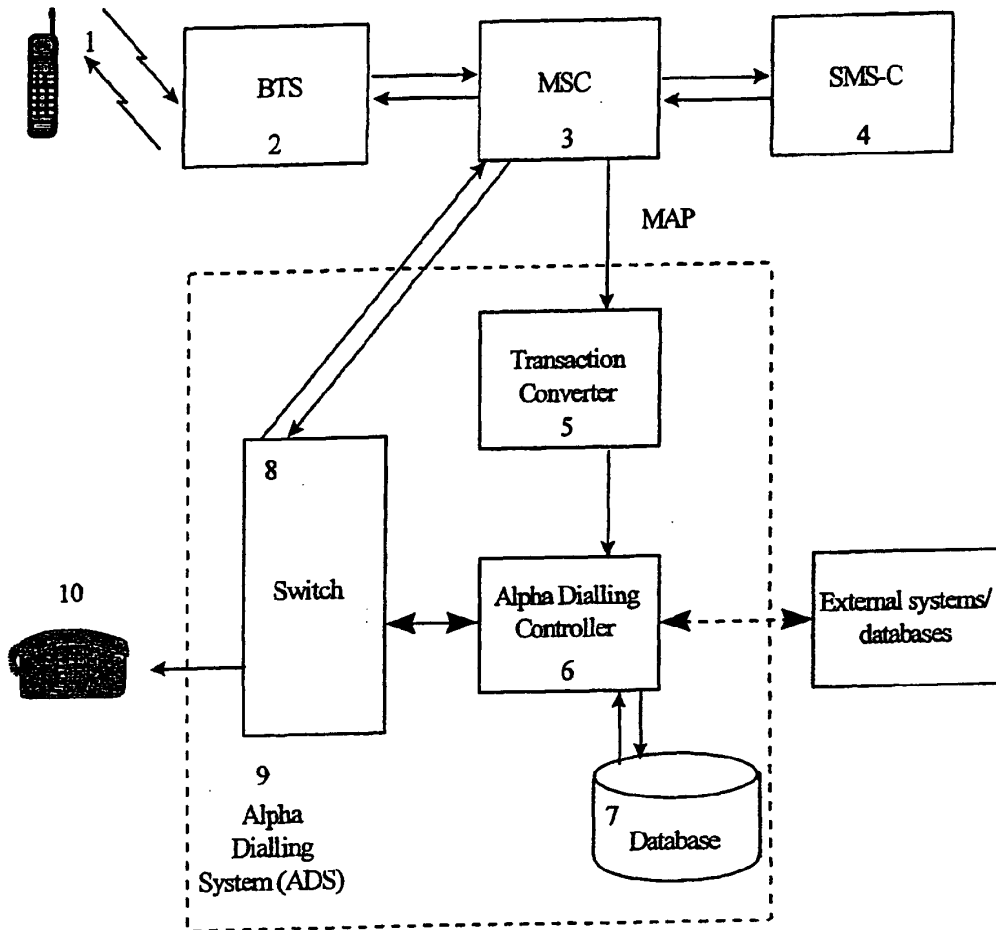 1
BTS
2
MSC
3
SMS-C
4
MAP
Transaction
Converter
5
8
Switch
10
Alpha Dialling
Controller
6
External systems/
databases
7
Database
9
Alpha
Dialling
System (ADS)